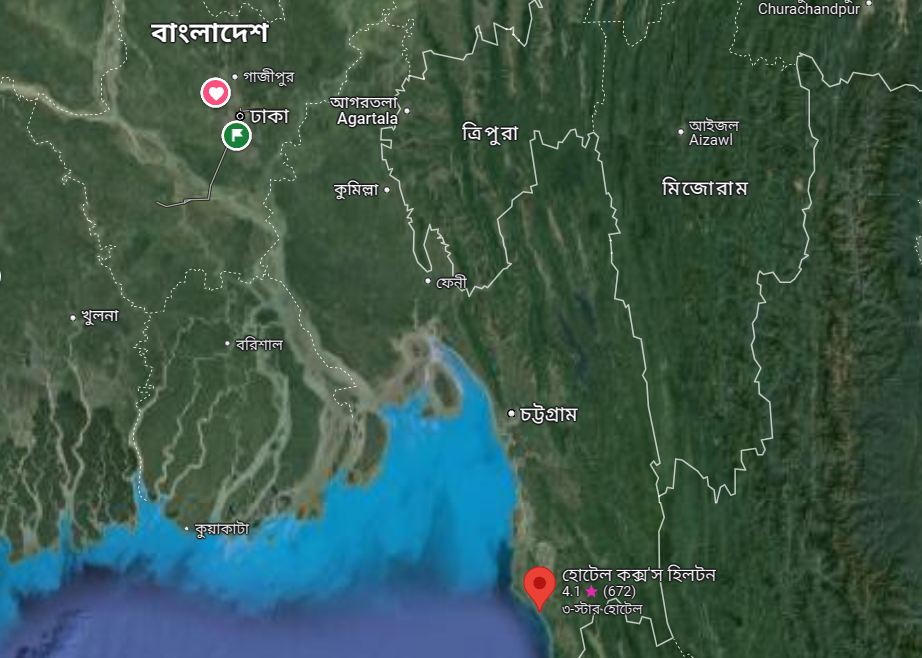 Churachandpur
বাংলাদেশ
গাজীপুর
ঢাকা
আগরতলা
Agartala
ত্রিপুরা
আইজল
Aizawl
কুমিল্লা
মিজোরাম
ফেনী
খুলনা
বরিশাল
চট্টগ্রাম
কুয়াকাটা
হোটেল কক্স'স হিলটন
4.1 ★ (672)
৩-স্টার হোটেল